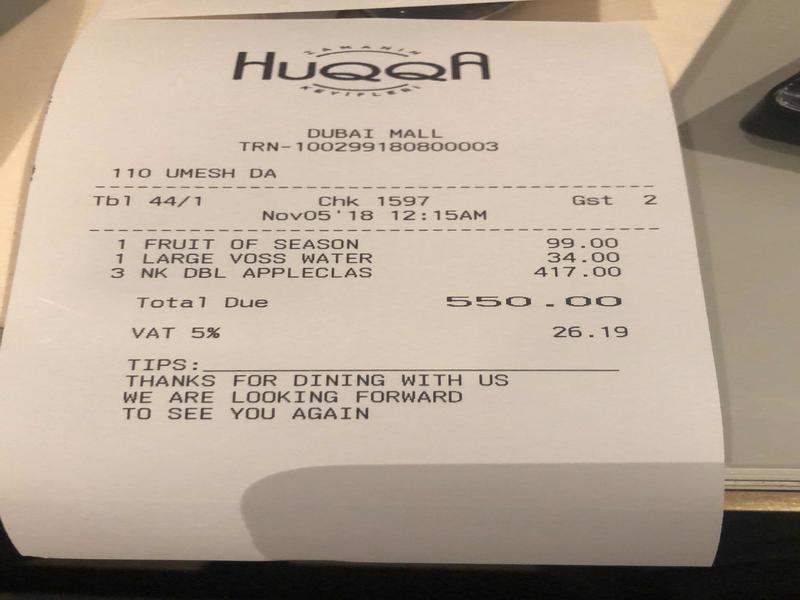 ZAMANIN
HuQQA
KEYIFLERI
DUBAI MALL
TRN-100299180800003
110 UMESH DA
Tbl 44/1 Chk 1597 Gst 2
Nov05'18 12:15AM
1 FRUIT OF SEASON 99.00
1 LARGE VOSS WATER 34.00
3 NK DBL APPLECLAS 417.00
Total Due 550.00
VAT 5% 26.19
TIPS:
THANKS FOR DINING WITH US
WE ARE LOOKING FORWARD
TO SEE YOU AGAIN